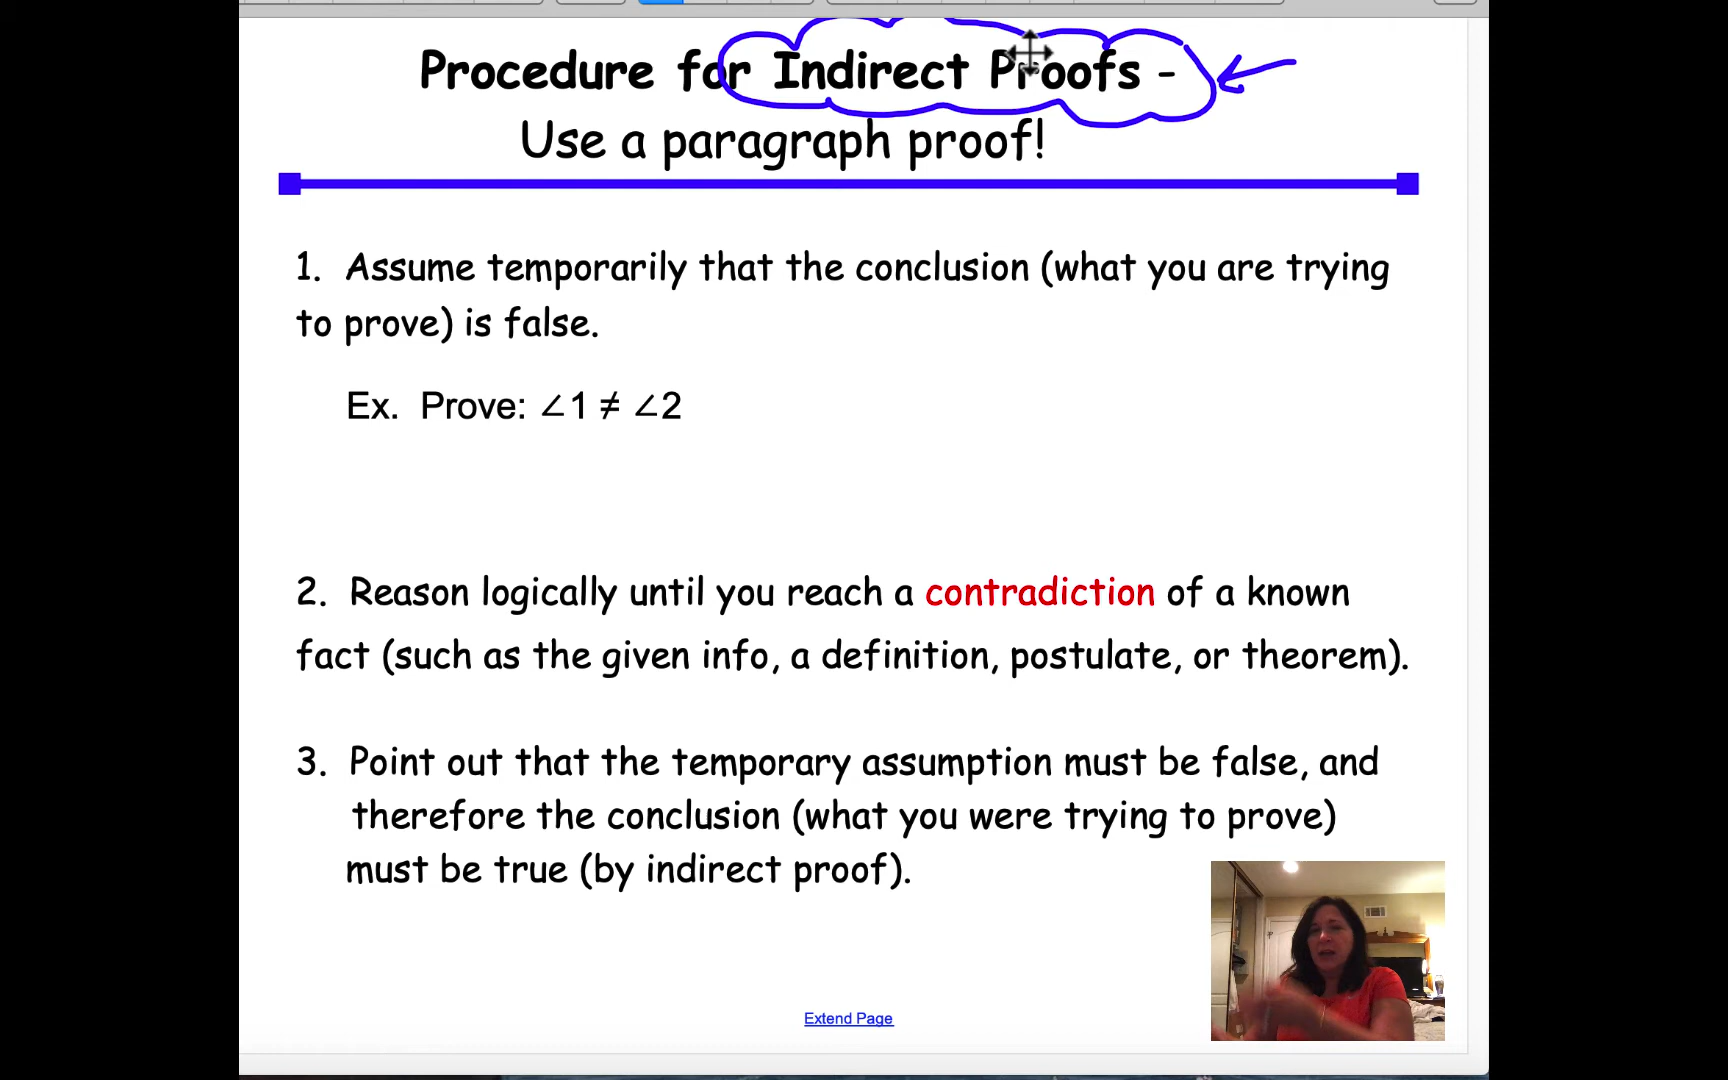 Procedure for Indirect Proofs -
Use a paragraph proof!
1. Assume temporarily that the conclusion (what you are trying
to prove) is false.
Ex. Prove: ∠1 ≠ ∠2
2. Reason logically until you reach a contradiction of a known
fact (such as the given info, a definition, postulate, or theorem).
3. Point out that the temporary assumption must be false, and
therefore the conclusion (what you were trying to prove)
must be true (by indirect proof).
Extend Page